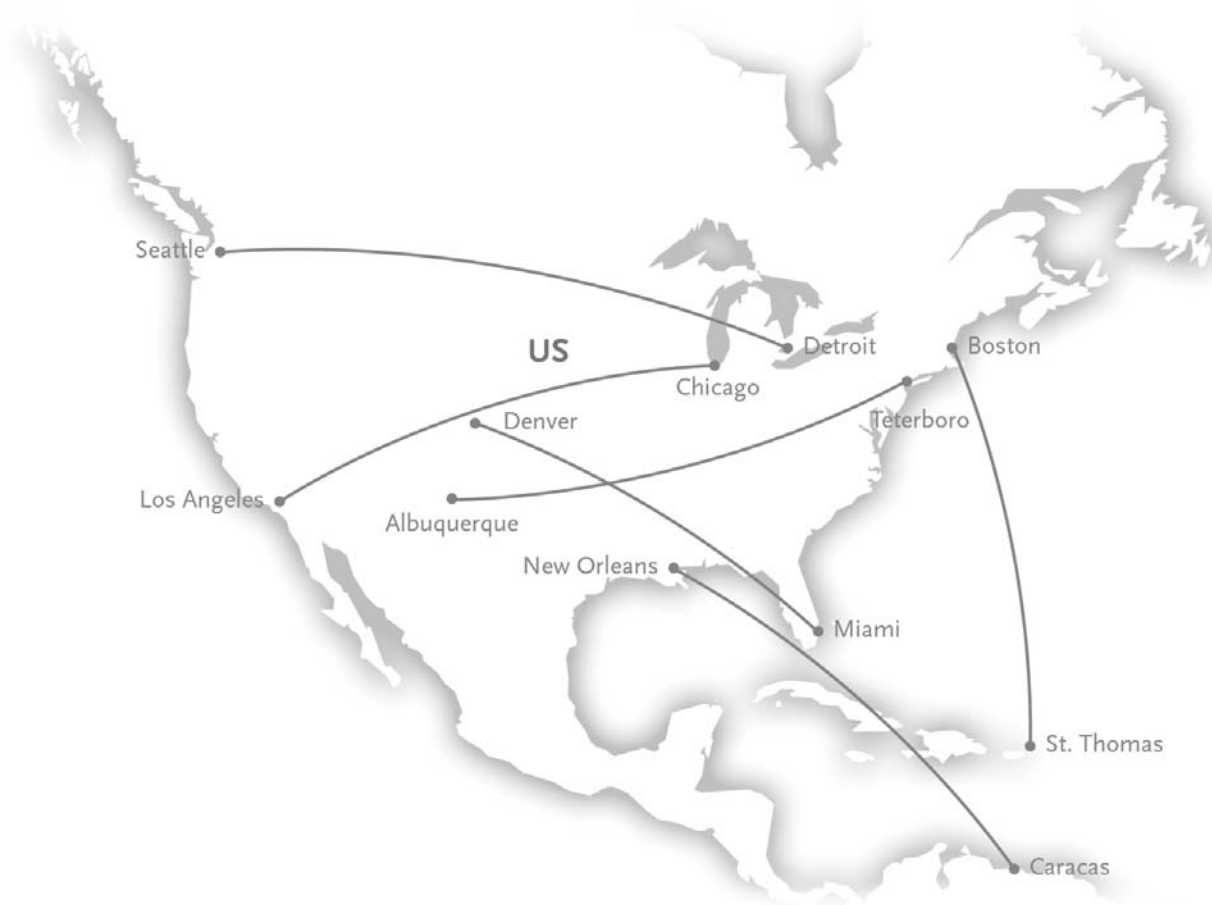 Seattle
US
Detroit
Boston
Chicago
Denver
Teterboro
Los Angeles
Albuquerque
New Orleans
Miami
St. Thomas
Caracas